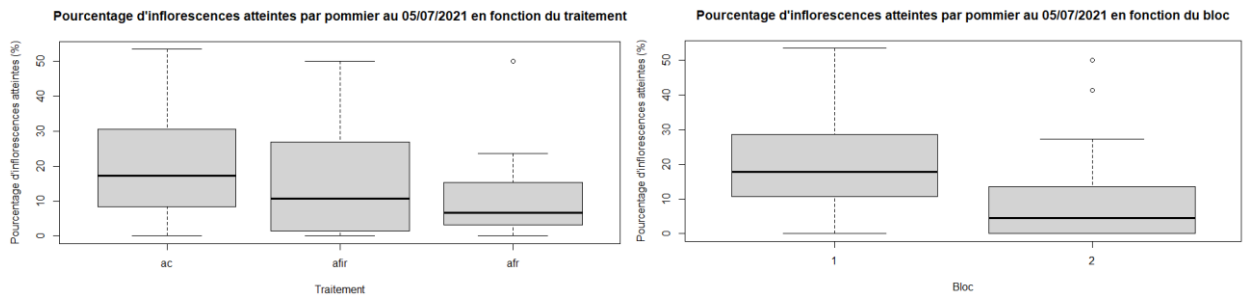 Pourcentage d'inflorescences atteintes par pommier au 05/07/2021 en fonction du traitement
Pourcentage d'inflorescences atteintes (%)
50
40
30
20
10
0
ac
afir
afr
Traitement
Pourcentage d'inflorescences atteintes par pommier au 05/07/2021 en fonction du bloc
Pourcentage d'inflorescences atteintes (%)
50
40
30
20
10
0
1
2
Bloc